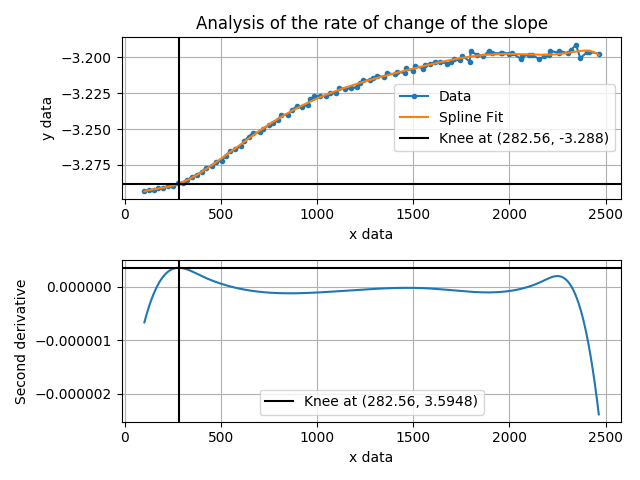 Analysis of the rate of change of the slope
−3.200
−3.225
−3.250
−3.275
y data
Data
Spline Fit
Knee at (282.56, -3.288)
0 500 1000 1500 2000 2500
x data
0.000000
−0.000001
−0.000002
Second derivative
Knee at (282.56, 3.5948)
0 500 1000 1500 2000 2500
x data